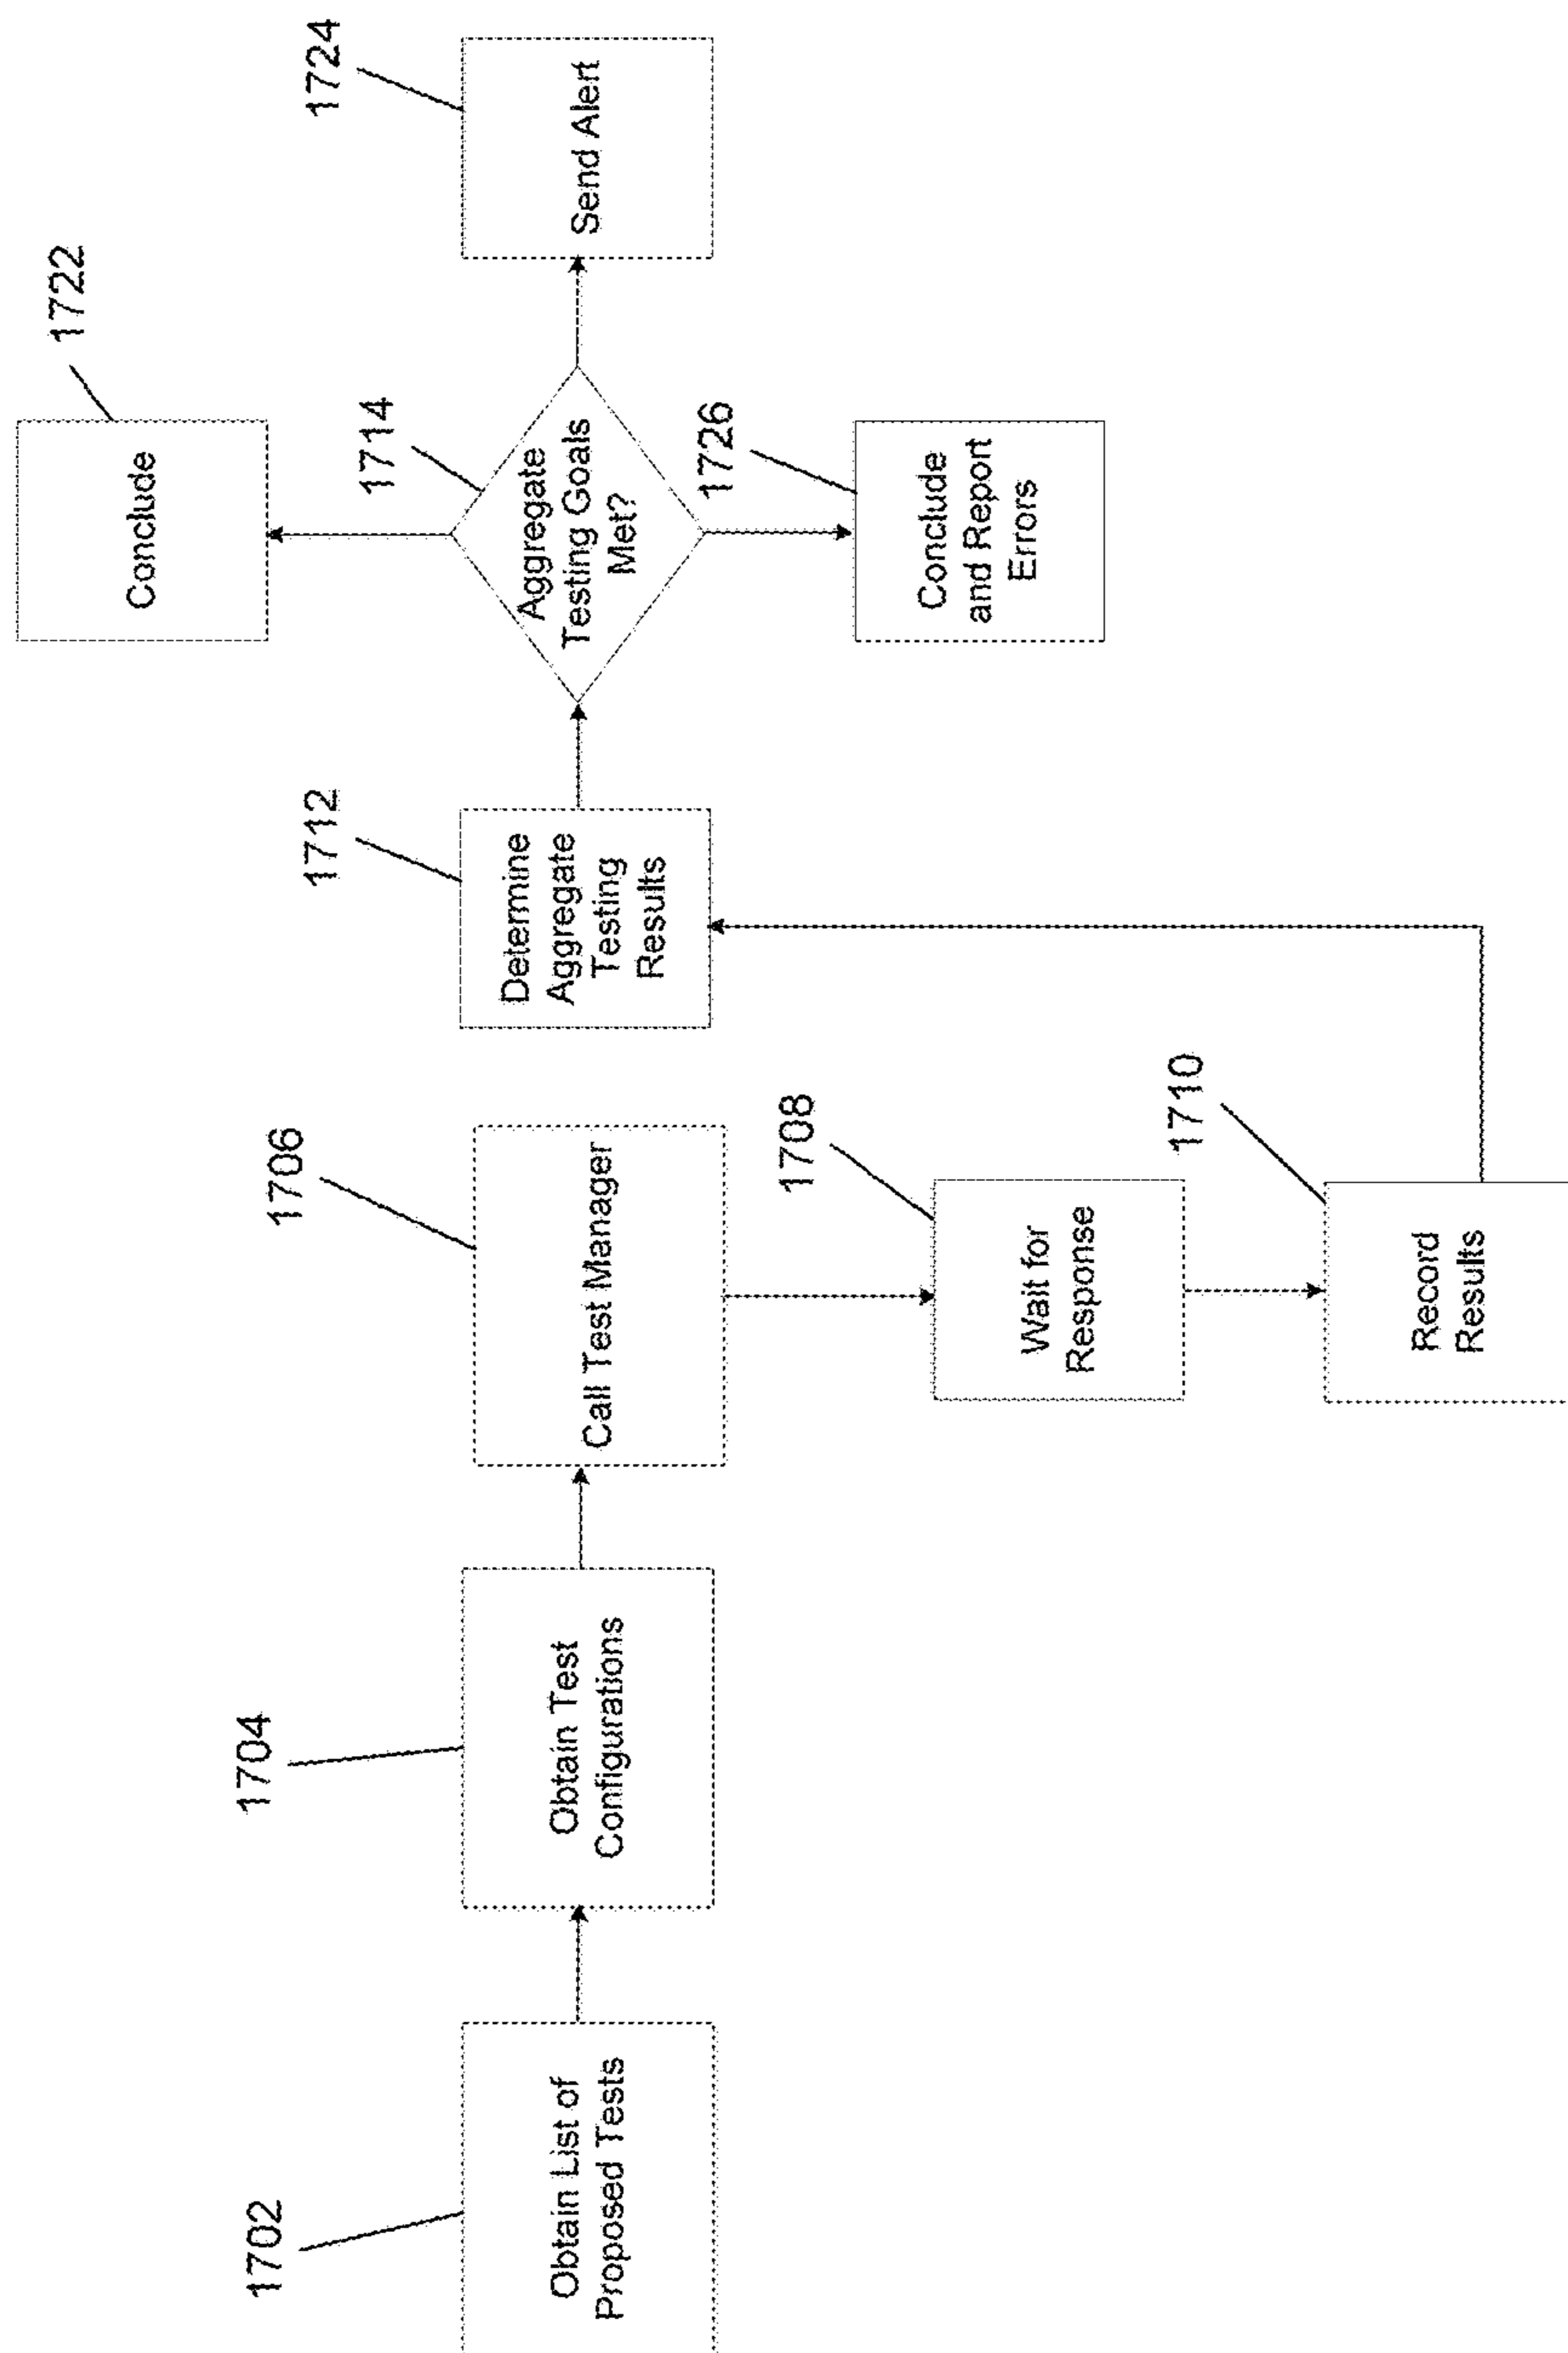 1702
Obtain List of
Proposed Tests
1704
Obtain Test
Configurations
1706
Call Test Manager
1708
Wait for
Response
1710
Record
Results
1712
Determine
Aggregate
Testing
Results
1714
Aggregate
Testing Goals
Met?
1722
Conclude
1724
Send Alert
1726
Conclude
and Report
Errors